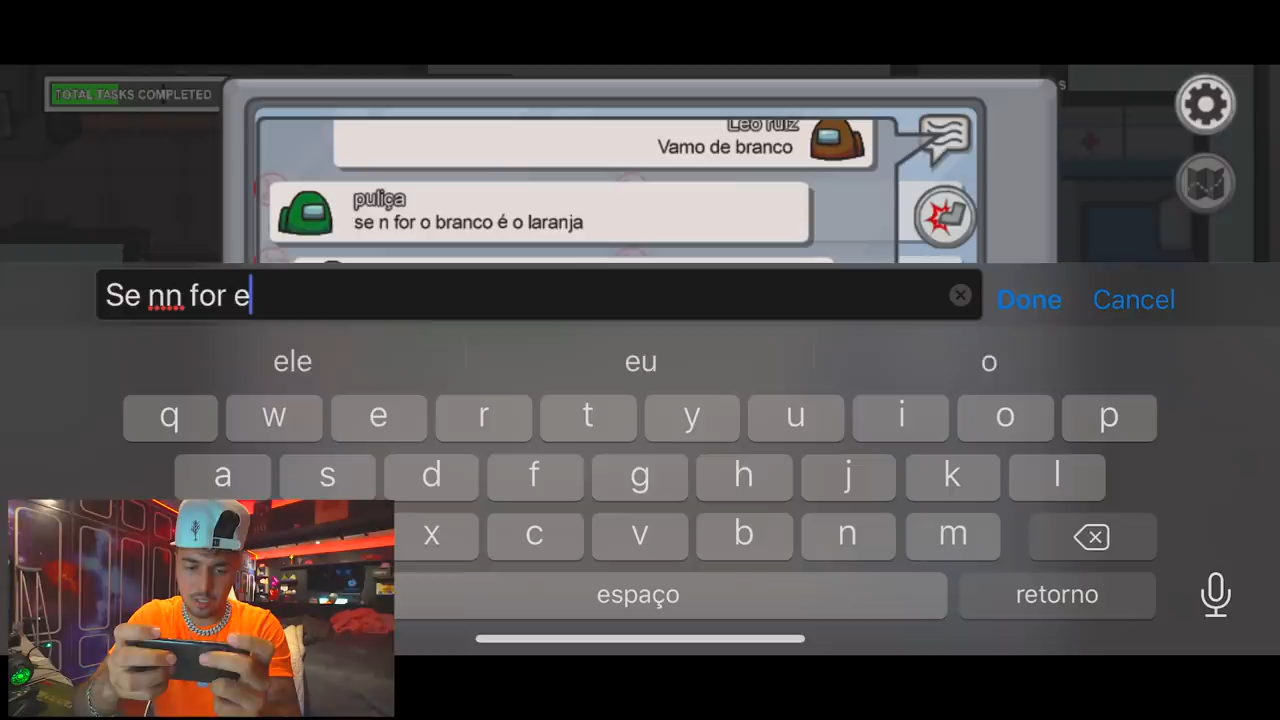 TOTAL TASKS COMPLETED
s
Leo ruiz
Vamo de branco
puliça
se n for o branco é o laranja
Se nn for e
Done
Cancel
ele
eu
o
q w e r t y u i o p
a s d f g h j k l
x c v b n m
espaço
retorno